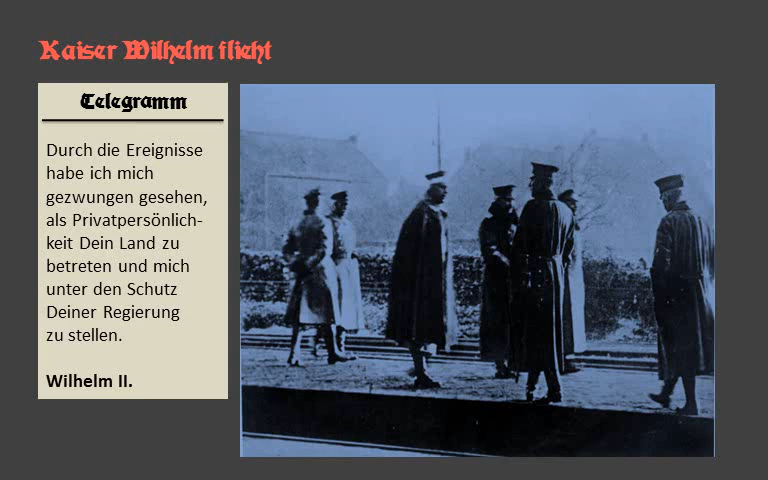 Kaiser Wilhelm flieht
Telegramm
Durch die Ereignisse
habe ich mich
gezwungen gesehen,
als Privatpersönlich-
keit Dein Land zu
betreten und mich
unter den Schutz
Deiner Regierung
zu stellen.
Wilhelm II.